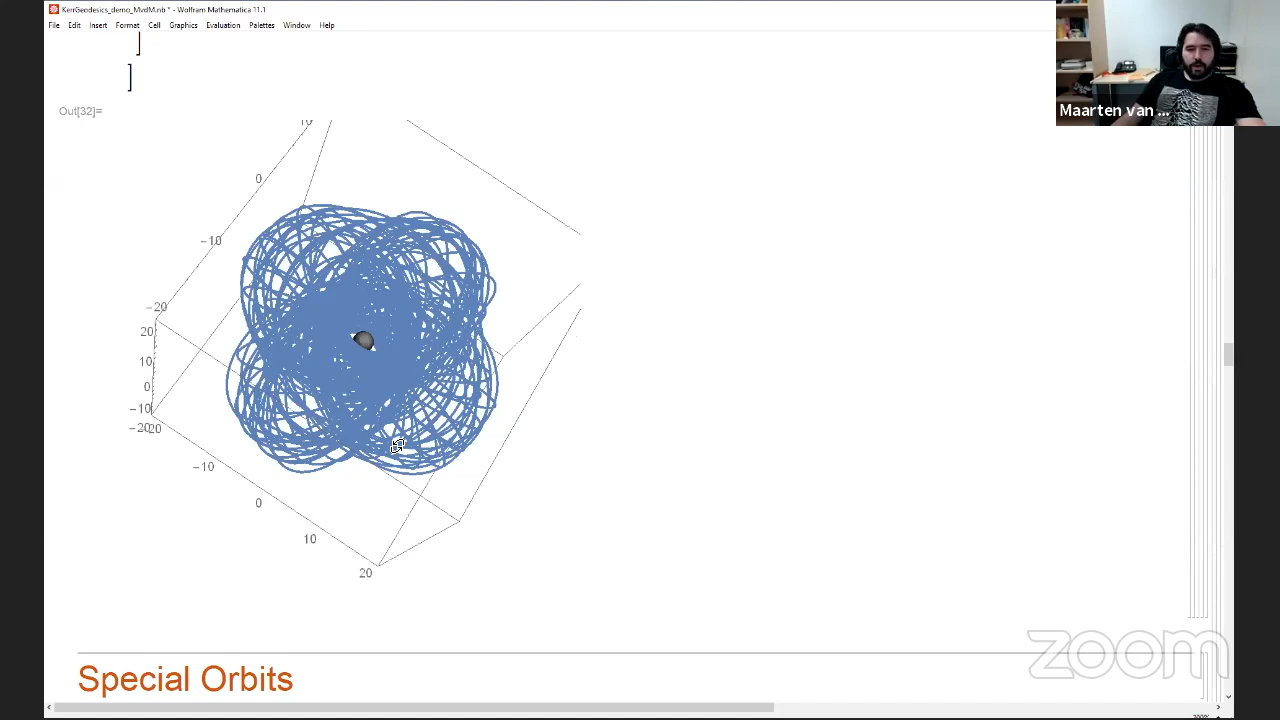 KerrGeodesics_demo_MvdM.nb * - Wolfram Mathematica 11.1
File Edit Insert Format Cell Graphics Evaluation Palettes Window Help
]
]
Out[32]=
Maarten van ...
10
0
-10
-20
20
10
0
-10
-20
20
-10
0
10
20
zoom
Special Orbits
200%